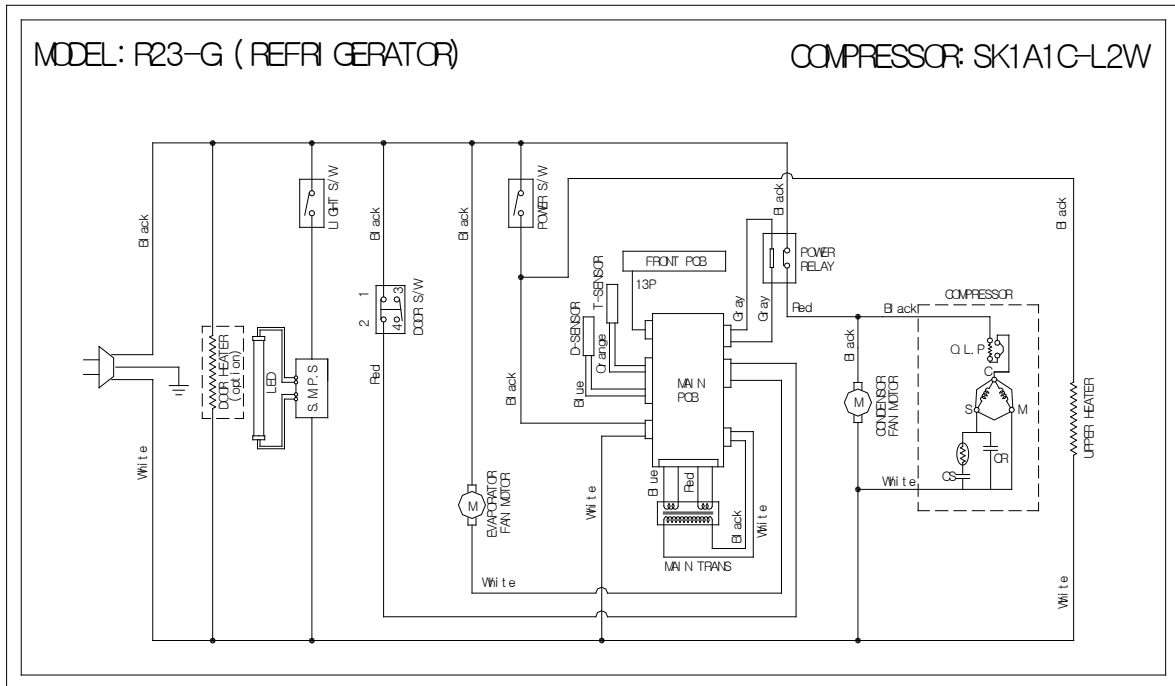 MODEL: R23-G (REFRIGERATOR)
COMPRESSOR: SK1A1C-L2W
Black
White
DOOR HEATER
(option)
LED
LIGHT S/W
S.M.P.S
Black
1
3
2
4
DOOR S/W
Red
Black
EVAPORATOR
FAN MOTOR
M
White
POWER S/W
Black
D-SENSOR
T-SENSOR
Blue
Orange
FRONT PCB
13P
MAIN
PCB
White
Blue
Red
Black
White
MAIN TRANS
Gray
Gray
Black
POWER
RELAY
Red
Black
Black
M
CONDENSOR
FAN MOTOR
White
COMPRESSOR
O.L.P
C
S
M
CS
CR
Black
UPPER HEATER
White